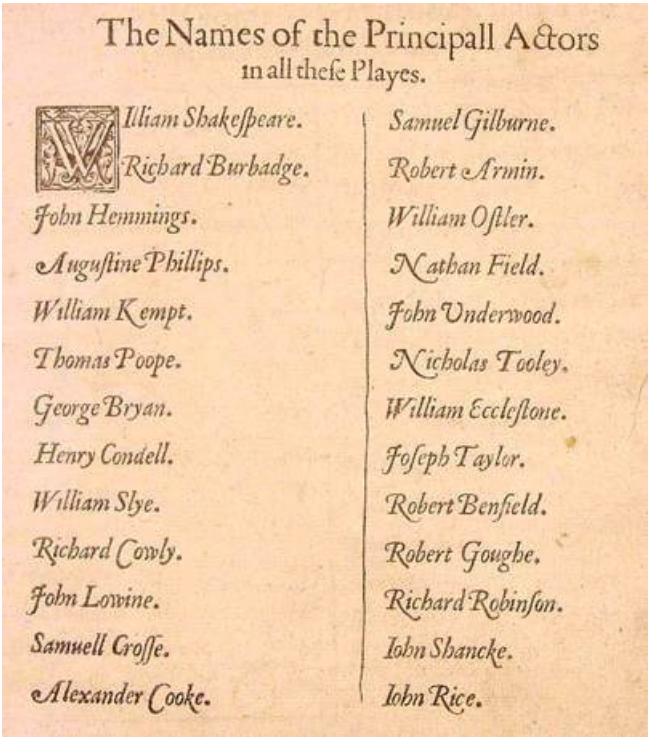 The Names of the Principall Actors
in all theſe Playes.
William Shakeſpeare.
Richard Burbadge.
John Hemmings.
Auguſtine Phillips.
William Kempt.
Thomas Poope.
George Bryan.
Henry Condell.
William Slye.
Richard Cowly.
John Lowine.
Samuell Croſſe.
Alexander Cooke.
Samuel Gilburne.
Robert Armin.
William Oſtler.
Nathan Field.
John Underwood.
Nicholas Tooley.
William Eccleſtone.
Joſeph Taylor.
Robert Benfield.
Robert Goughe.
Richard Robinſon.
Iohn Shancke.
Iohn Rice.